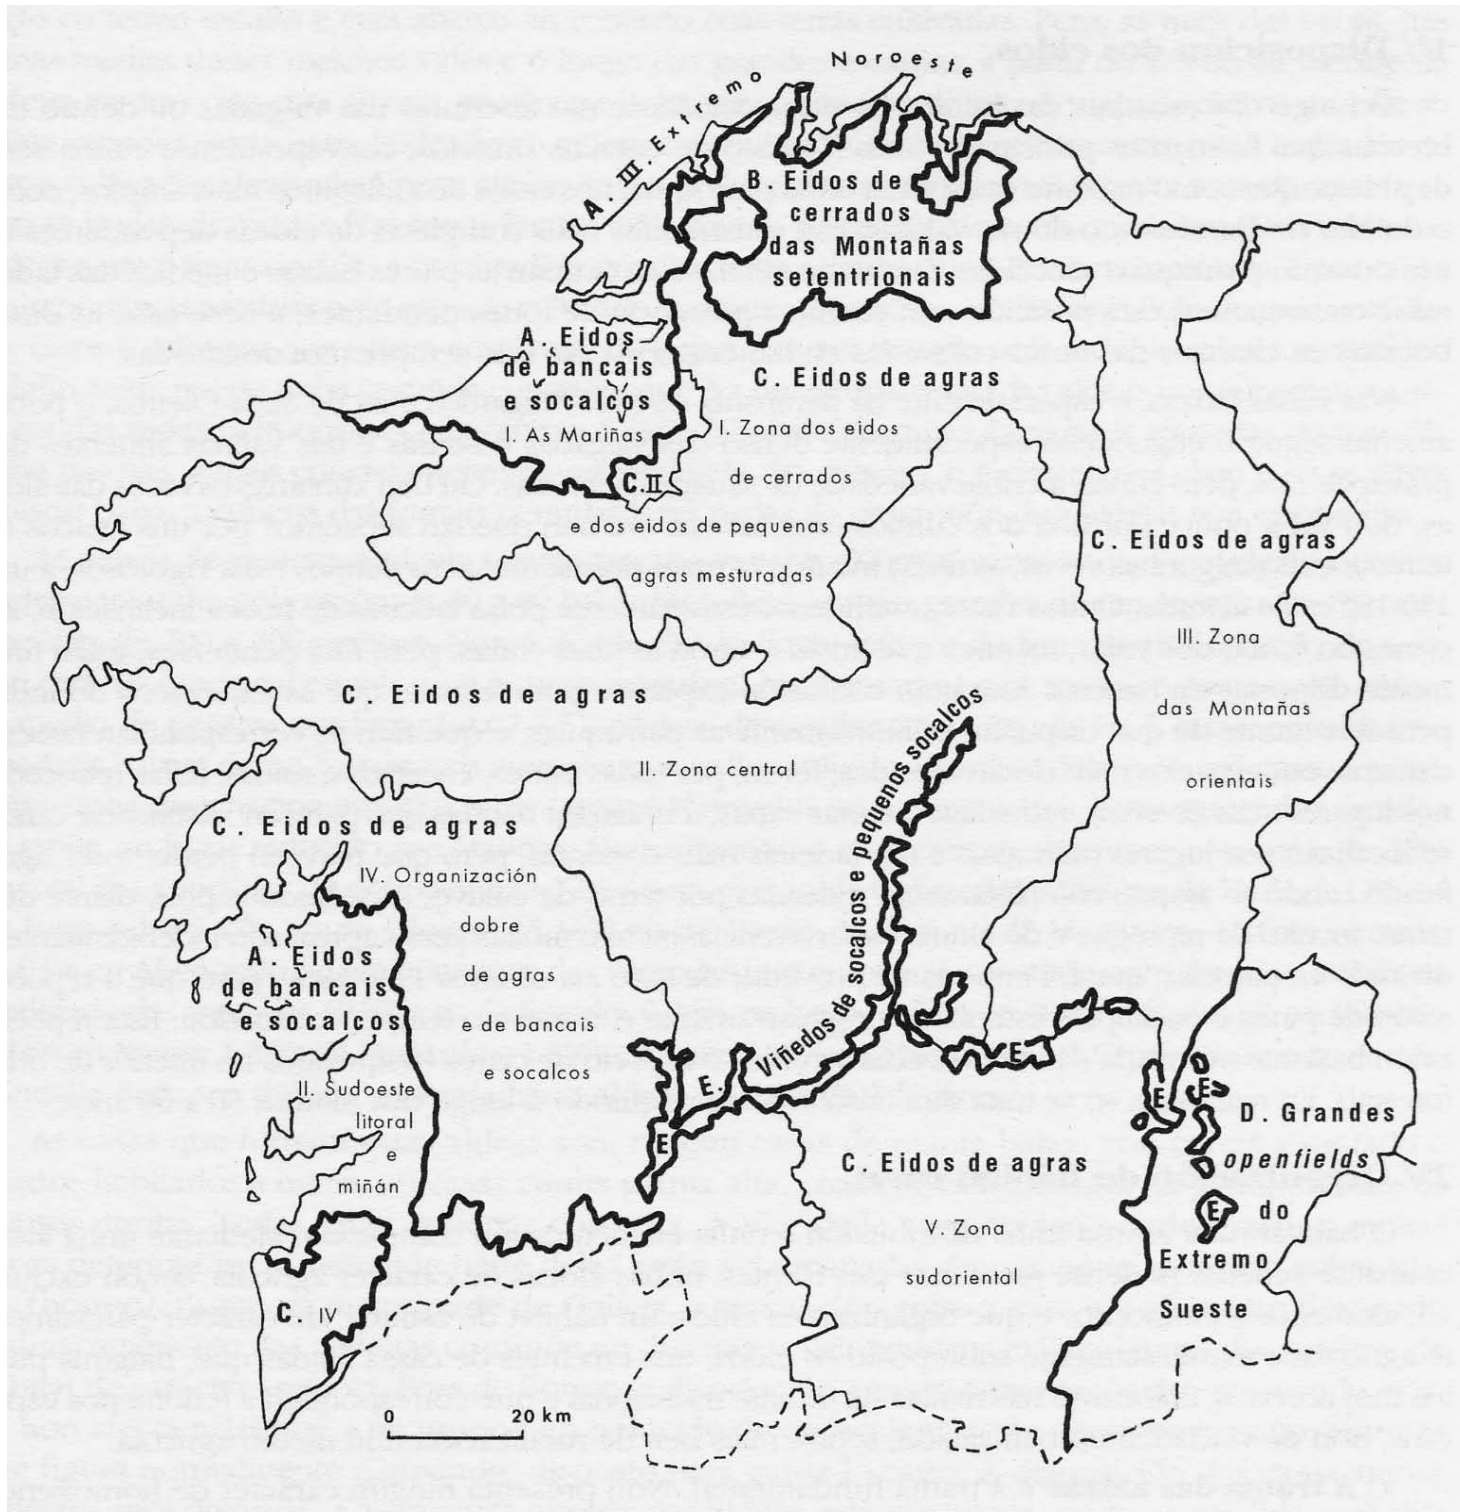 A. III Extremo Noroeste
B. Eidos de
cerrados
das Montañas
setentrionais
A. Eidos
de bancais
e socalcos
I. As Mariñas
C. II
C. Eidos de agras
I. Zona dos eidos
de cerrados
e dos eidos de pequenas
agras mesturadas
C. Eidos de agras
III. Zona
das Montañas
orientais
C. Eidos de agras
II. Zona central
C. Eidos de agras
IV. Organización
dobre
de agras
e de bancais
e socalcos
A. Eidos
de bancais
e socalcos
II. Sudoeste
litoral
e
miñán
C. IV
E. Viñedos de socalcos e pequenos socalcos
E
E
E
E
E
D. Grandes
openfields
do
Extremo
Sueste
C. Eidos de agras
V. Zona
sudoriental
0 20 km